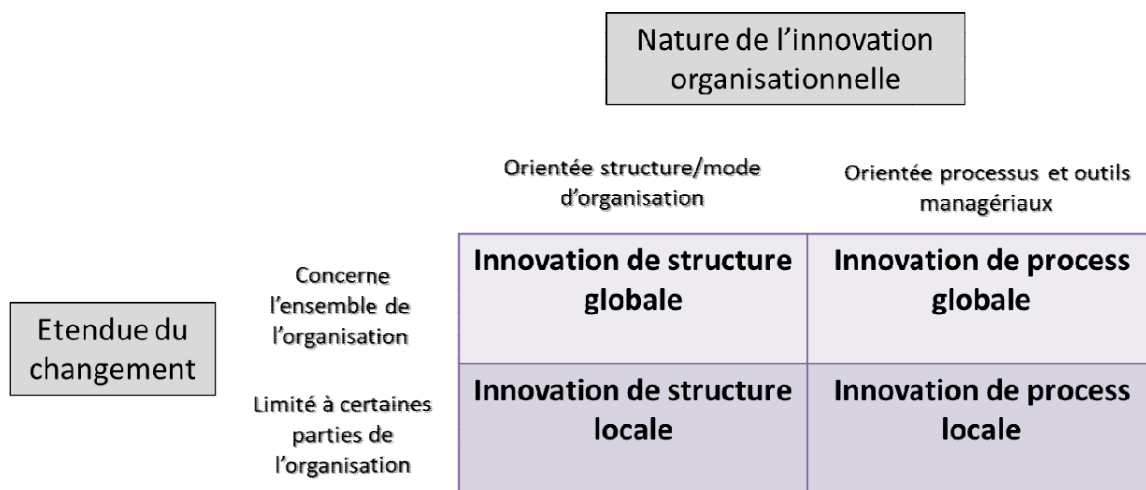 Nature de l'innovation
organisationnelle
Orientée structure/mode
d'organisation
Orientée processus et outils
managériaux
Etendue du
changement
Concerne
l'ensemble de
l'organisation
Innovation de structure
globale
Innovation de process
globale
Limité à certaines
parties de
l'organisation
Innovation de structure
locale
Innovation de process
locale